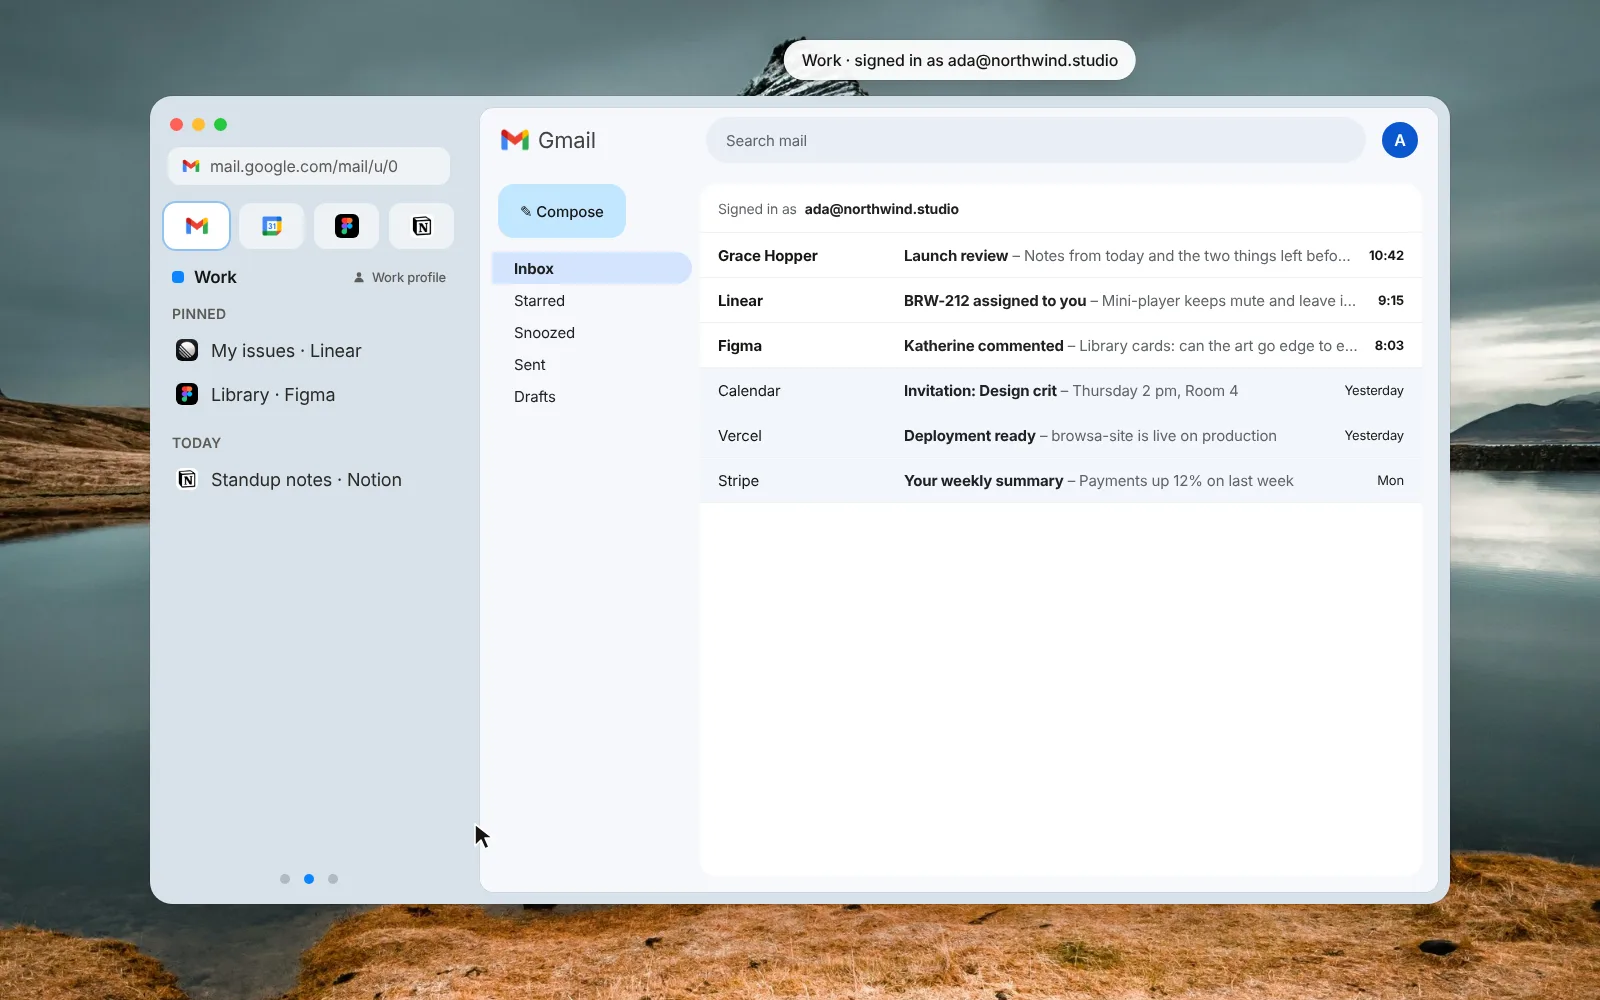 Work · signed in as ada@northwind.studio
mail.google.com/mail/u/0
31
Work
Work profile
PINNED
My issues · Linear
Library · Figma
TODAY
Standup notes · Notion
Gmail
Search mail
A
✎ Compose
Inbox
Starred
Snoozed
Sent
Drafts
Signed in as ada@northwind.studio
Grace Hopper Launch review – Notes from today and the two things left befo... 10:42
Linear BRW-212 assigned to you – Mini-player keeps mute and leave i... 9:15
Figma Katherine commented – Library cards: can the art go edge to e... 8:03
Calendar Invitation: Design crit – Thursday 2 pm, Room 4 Yesterday
Vercel Deployment ready – browsa-site is live on production Yesterday
Stripe Your weekly summary – Payments up 12% on last week Mon